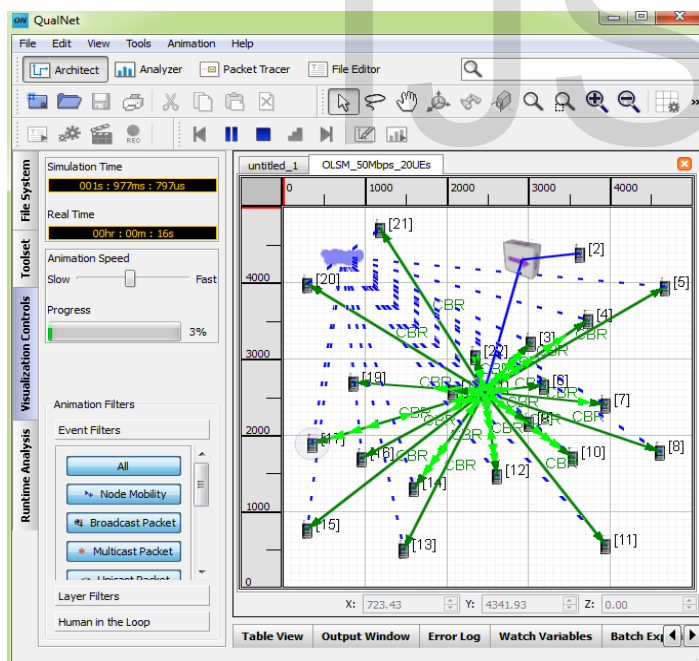 QN QualNet
File Edit View Tools Animation Help
Architect Analyzer Packet Tracer File Editor
REC
File System
Toolset
Visualization Controls
Runtime Analysis
Simulation Time
001s : 977ms : 797us
Real Time
00hr : 00m : 16s
Animation Speed
Slow Fast
Progress
3%
Animation Filters
Event Filters
All
Node Mobility
Broadcast Packet
Multicast Packet
Unicast Packet
Layer Filters
Human in the Loop
untitled_1 OLSM_50Mbps_20UEs
0 1000 2000 3000 4000
4000
3000
2000
1000
0
[21]
[2]
[20]
[5]
[4]
CBR
[3]
CBR
[22]
CBR
[19]
CBR
[6]
[7]
CBR
[17]
CBR
[9]
CBR
[8]
CBR
[16]
CBR
[10]
CBR
[12]
[14]
[15]
[13]
[11]
X: 723.43 Y: 4341.93 Z: 0.00
Table View Output Window Error Log Watch Variables